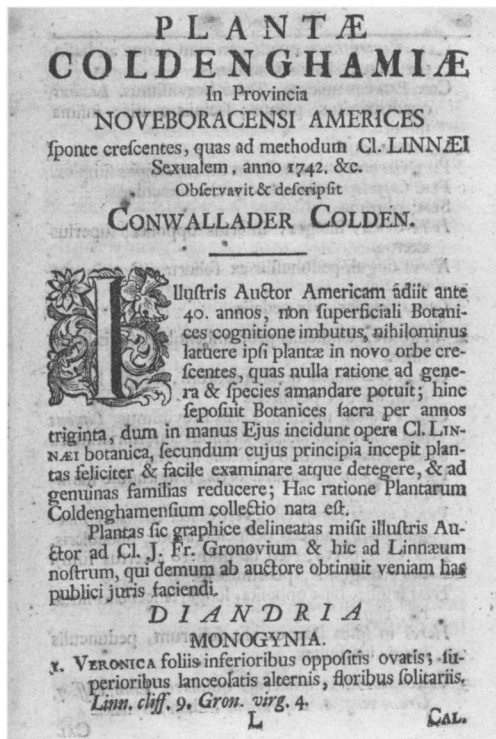 PLANTÆ
COLDENGHAMIÆ
In Provincia
NOVEBORACENSI AMERICES
ſponte creſcentes, quas ad methodum Cl. LINNÆI
Sexualem, anno 1742, &c.
Obſervavit & deſcripſit
CONWALLADER COLDEN.
Illuſtris Auctor Americam adiit ante
40. annos, non ſuperficiali Botani-
ces cognitione imbutus, nihilominus
latuere ipſi plantæ in novo orbe cre-
ſcentes, quas nulla ratione ad gene-
ra & ſpecies amandare potuit; hinc
ſepoſuit Botanices ſacra per annos
triginta, dum in manus Ejus incidunt opera Cl. LIN-
NÆI botanica, ſecundum cujus principia incepit plan-
tas feliciter & facile examinare atque detegere, & ad
genuinas familias reducere; Hac ratione Plantarum
Coldenghamenſium collectio nata eſt.
Plantas ſic graphice delineatas miſit illuſtris Au-
ctor ad Cl. J. Fr. Gronovium & hic ad Linnæum
noſtrum, qui demum ab auctore obtinuit veniam has
publici juris faciendi.
DIANDRIA
MONOGYNIA.
1. VERONICA foliis inferioribus oppoſitis ovatis; ſu-
perioribus lanceolatis alternis, floribus ſolitariis.
Linn. cliff. 9. Gron. virg. 4.
L CAL.